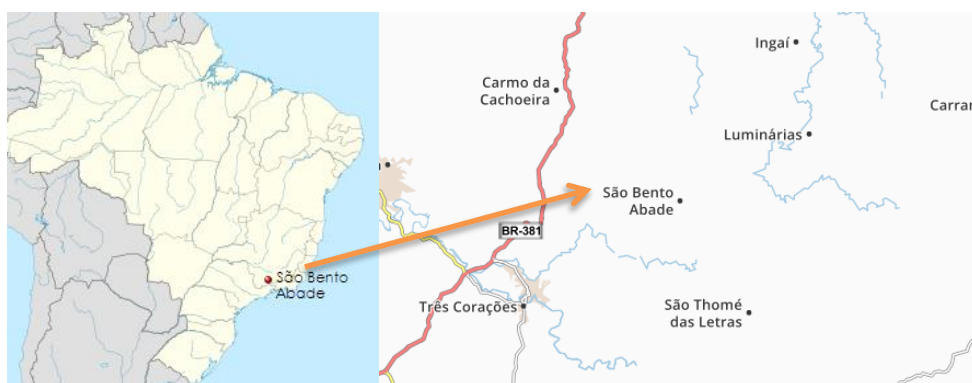 São Bento
Abade
Ingaí
Carmo da
Cachoeira
Carran
Luminárias
São Bento
Abade
BR-381
Três Corações
São Thomé
das Letras